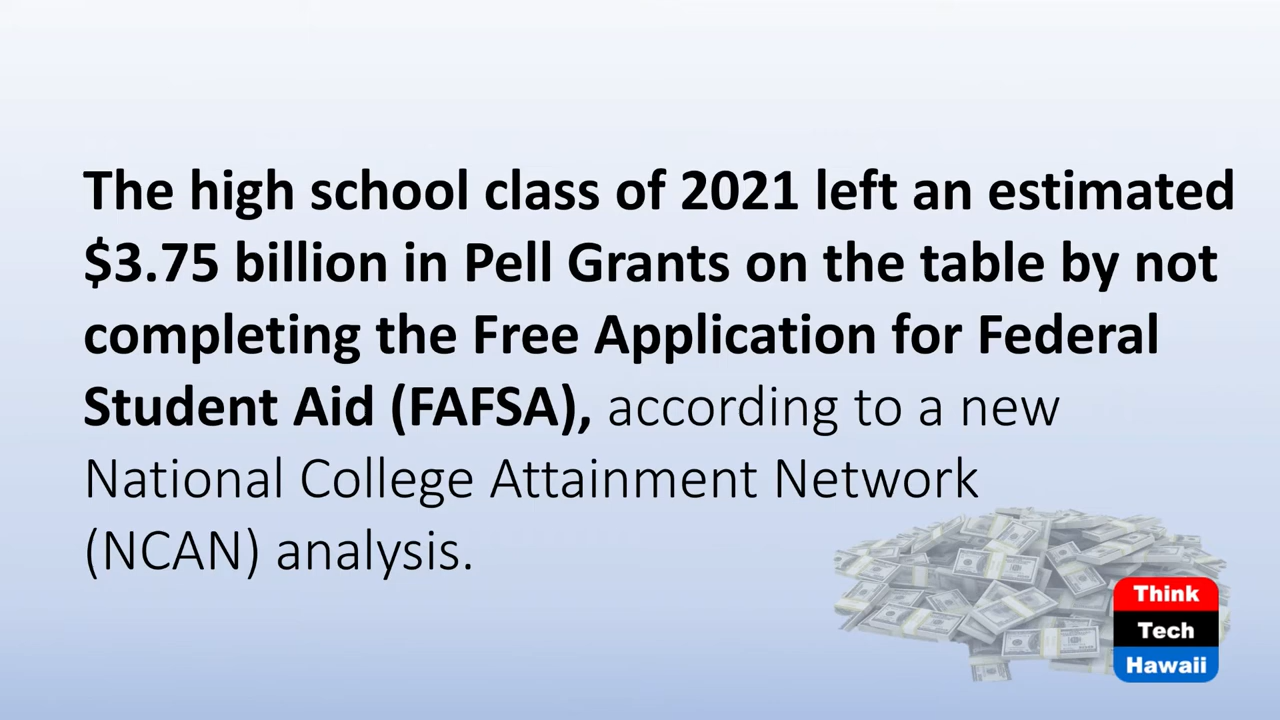 The high school class of 2021 left an estimated
$3.75 billion in Pell Grants on the table by not
completing the Free Application for Federal
Student Aid (FAFSA), according to a new
National College Attainment Network
(NCAN) analysis.
Think
Tech
Hawaii